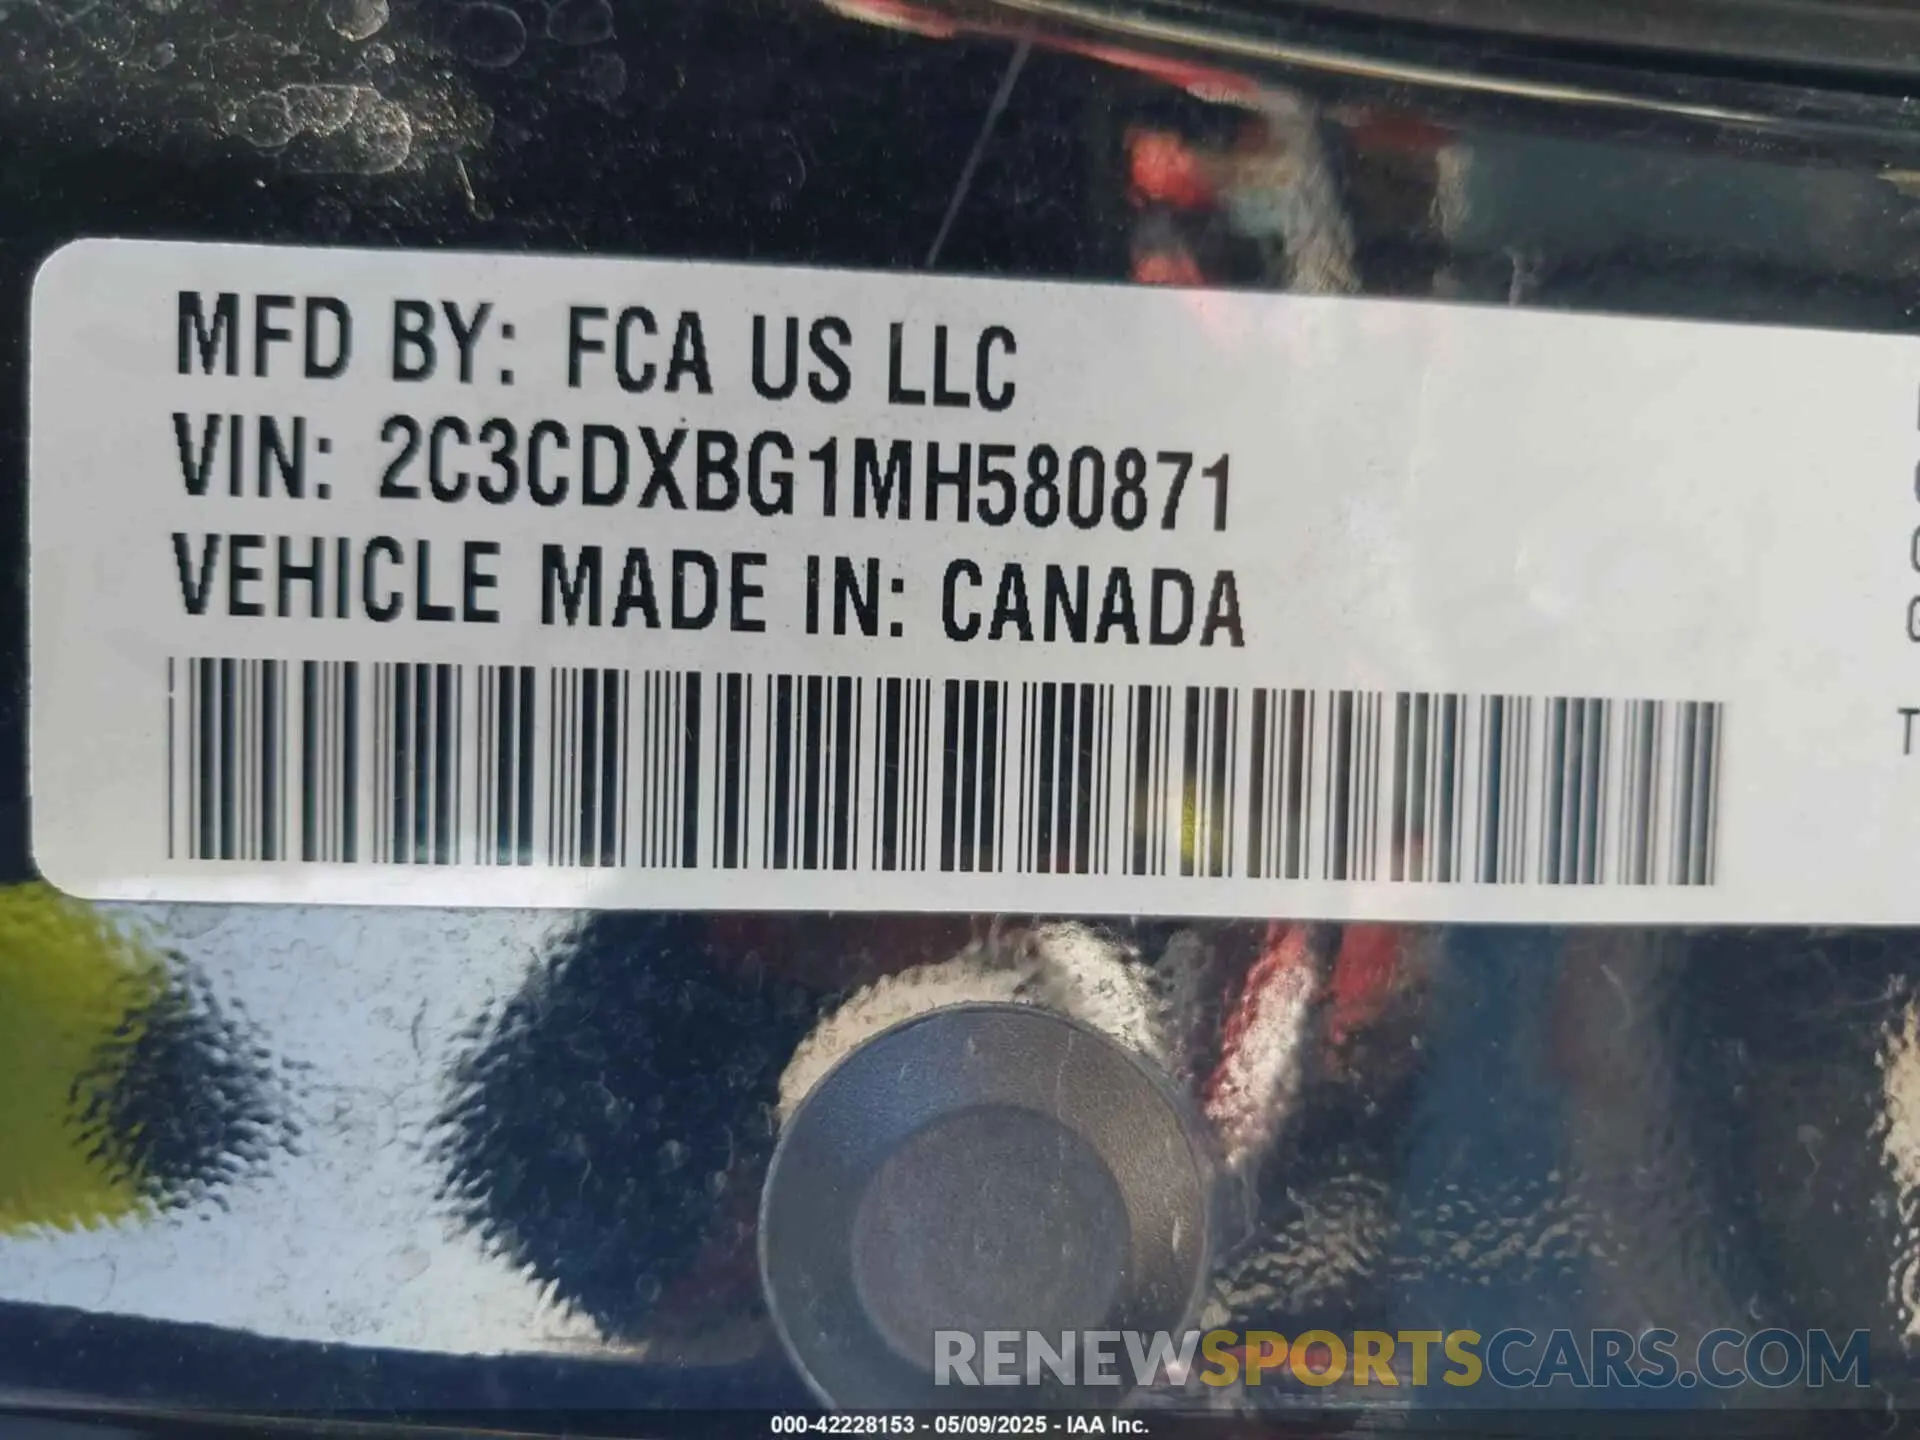 MFD BY: FCA US LLC
VIN: 2C3CDXBG1MH580871
VEHICLE MADE IN: CANADA
T
RENEWSPORTSCARS.COM
000-42228153 - 05/09/2025 - IAA Inc.